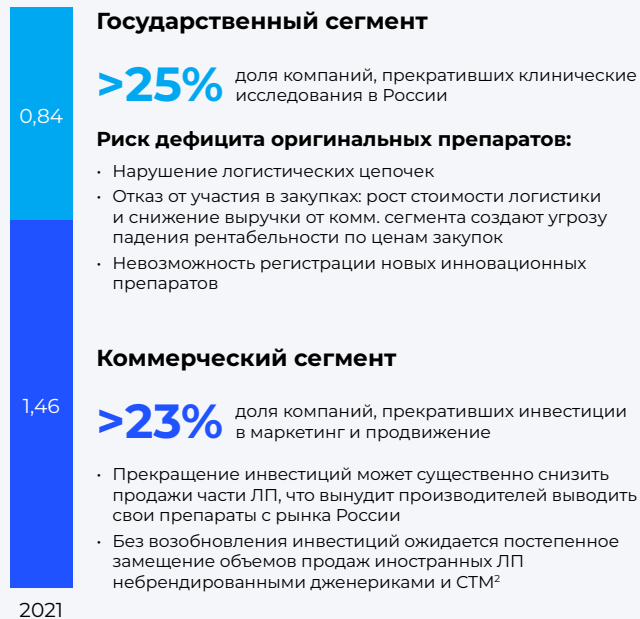 Государственный сегмент
>25% доля компаний, прекративших клинические
исследования в России
0,84
Риск дефицита оригинальных препаратов:
• Нарушение логистических цепочек
• Отказ от участия в закупках: рост стоимости логистики
и снижение выручки от комм. сегмента создают угрозу
падения рентабельности по ценам закупок
• Невозможность регистрации новых инновационных
препаратов
Коммерческий сегмент
1,46
>23% доля компаний, прекративших инвестиции
в маркетинг и продвижение
• Прекращение инвестиций может существенно снизить
продажи части ЛП, что вынудит производителей выводить
свои препараты с рынка России
• Без возобновления инвестиций ожидается постепенное
замещение объемов продаж иностранных ЛП
небрендированными дженериками и СТМ²
2021